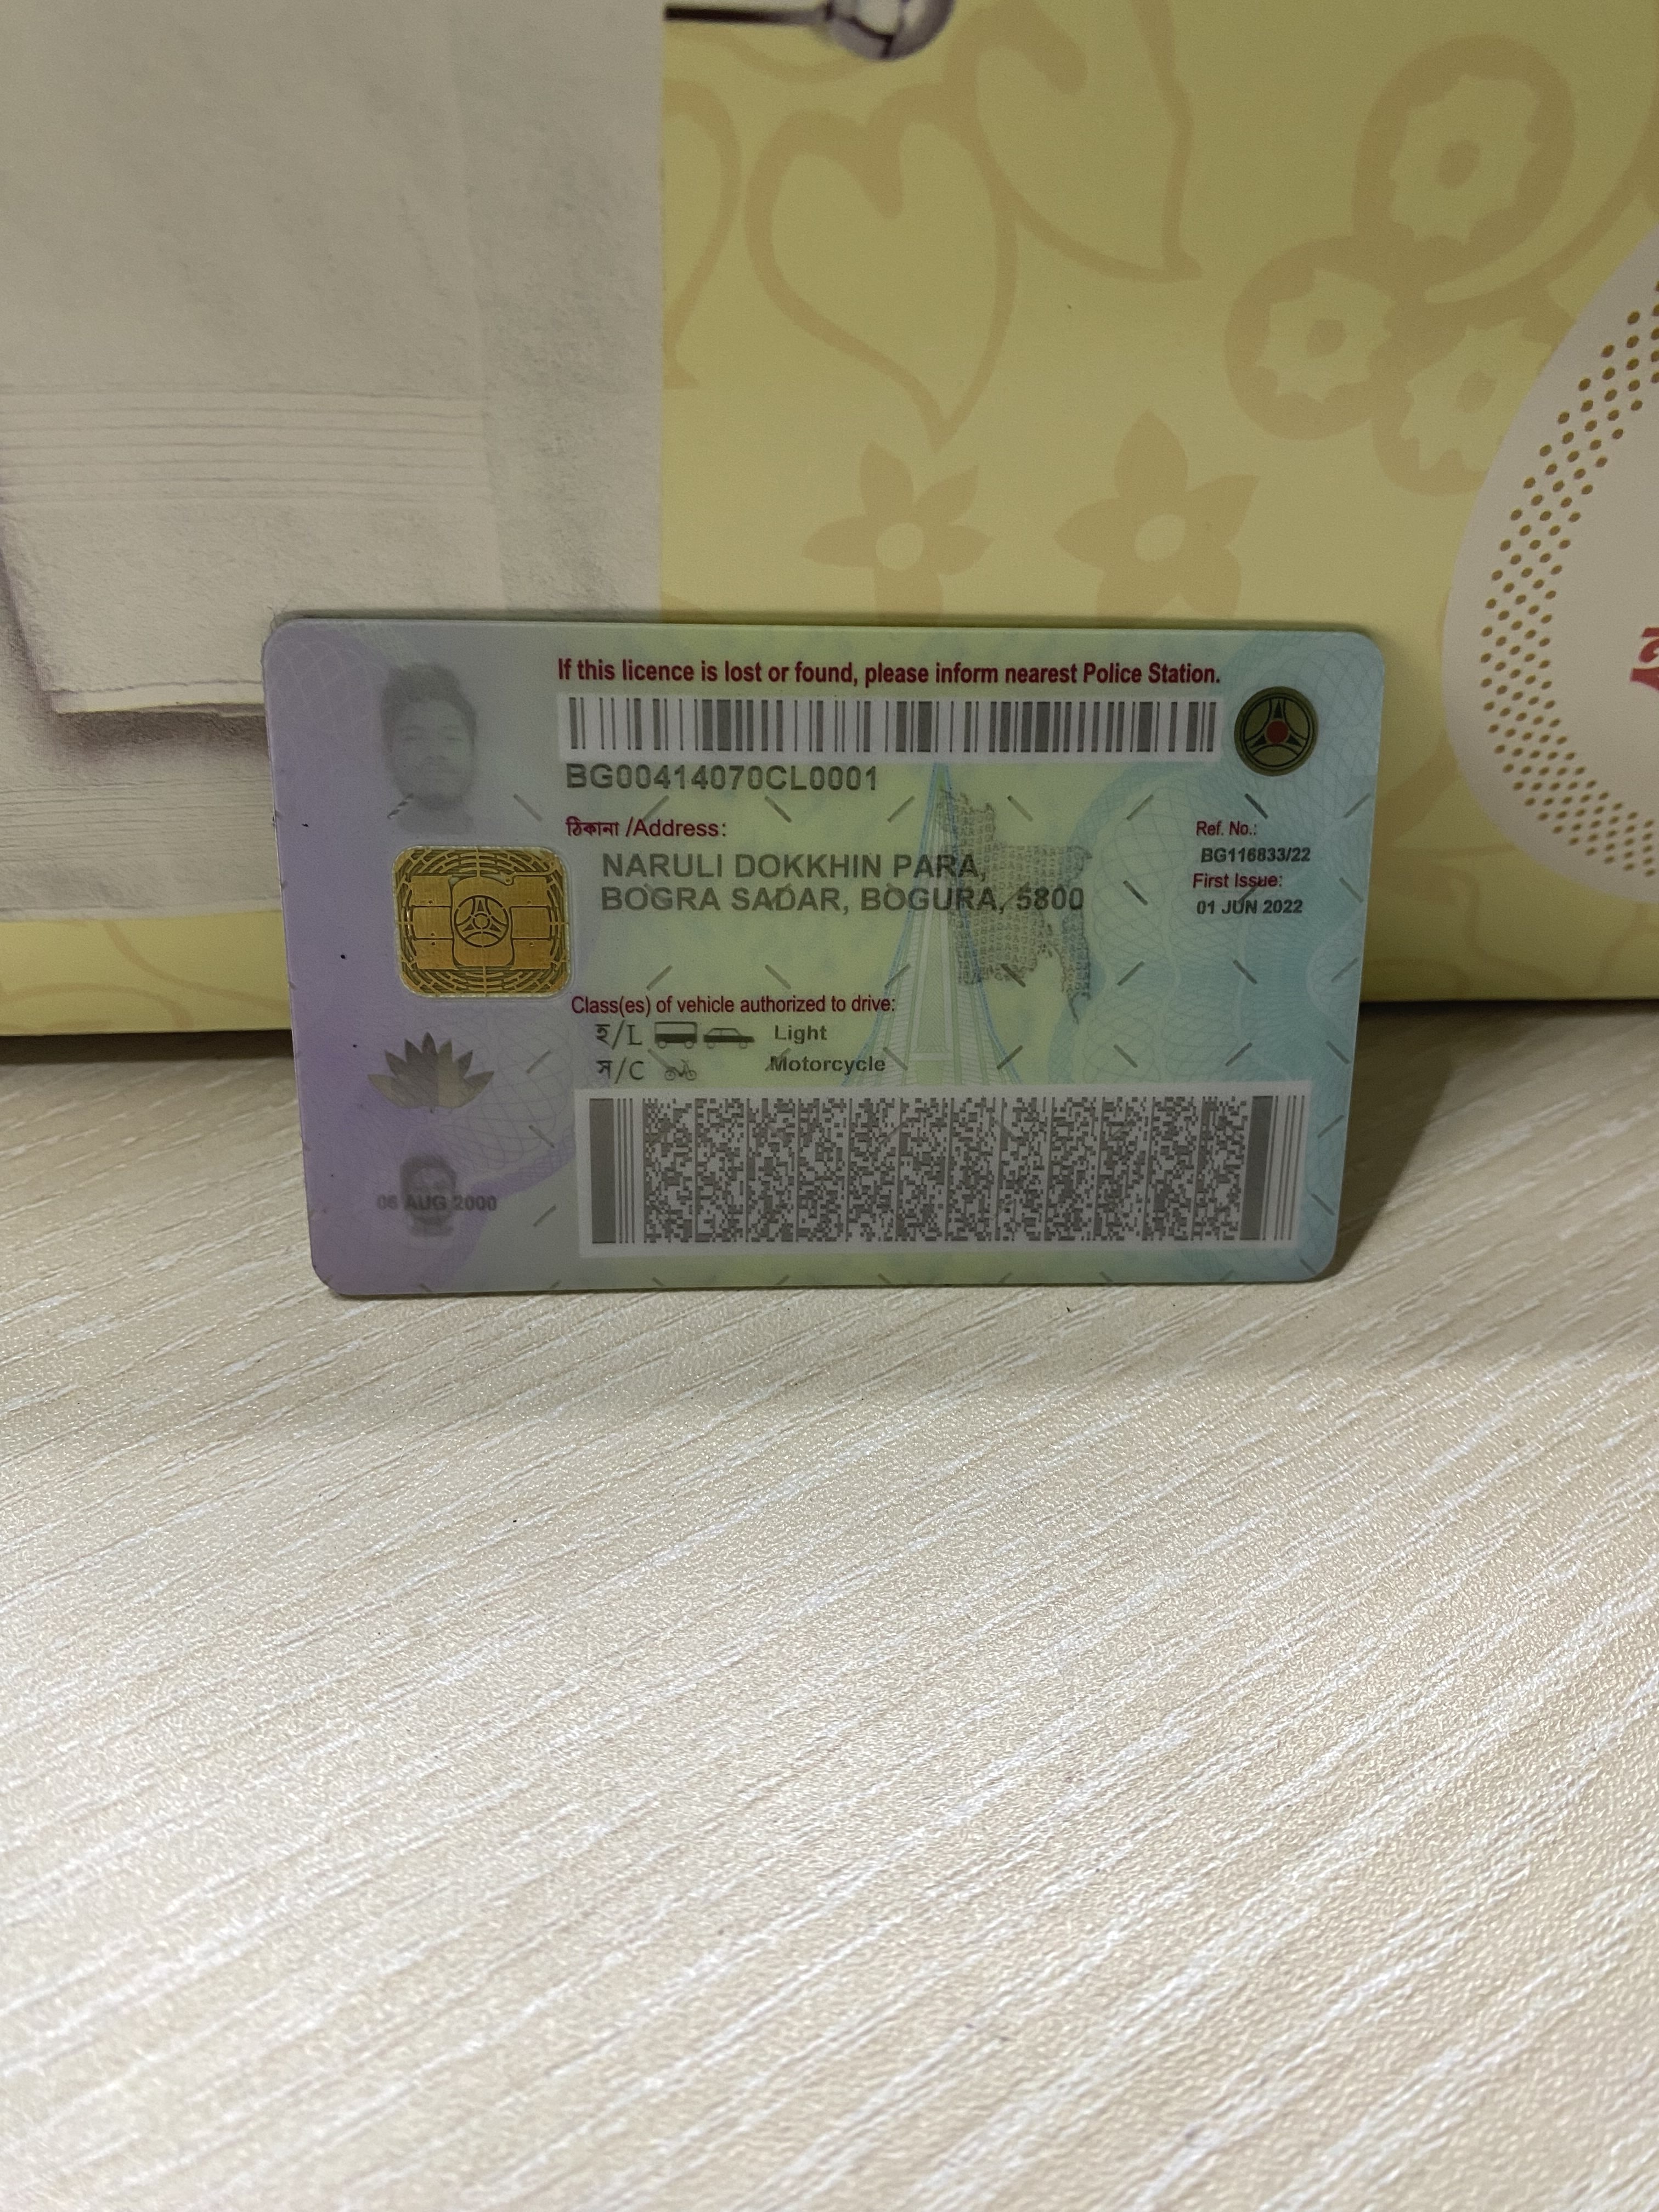 If this licence is lost or found, please inform nearest Police Station.
BG00414070CL0001
ঠিকানা /Address:
NARULI DOKKHIN PARA,
BOGRA SADAR, BOGURA, 5800
Ref. No.:
BG116833/22
First Issue:
01 JUN 2022
Class(es) of vehicle authorized to drive:
হ/L Light
স/C Motorcycle
06 AUG 2000